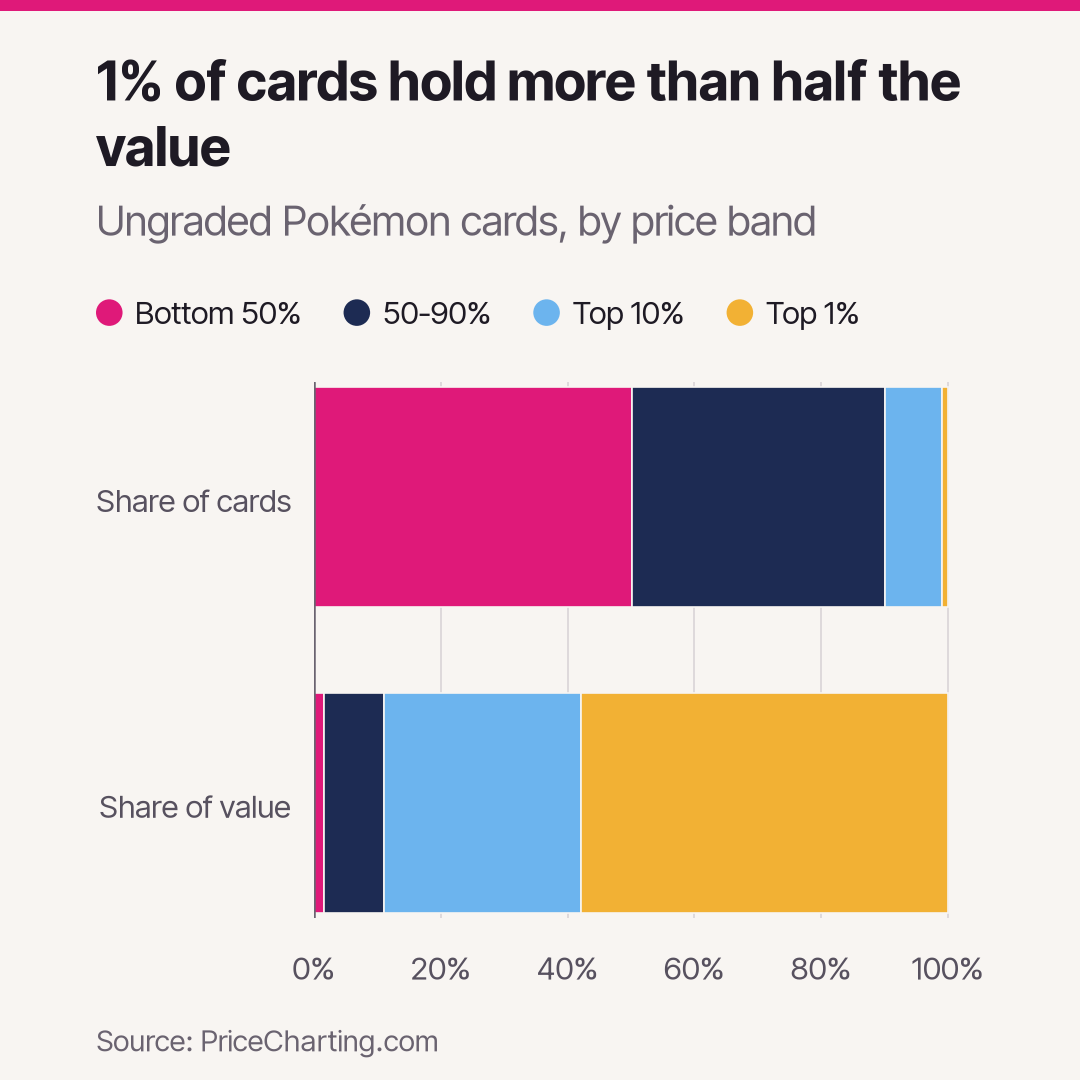 1% of cards hold more than half the
value
Ungraded Pokémon cards, by price band
Bottom 50% 50-90% Top 10% Top 1%
Share of cards
Share of value
0% 20% 40% 60% 80% 100%
Source: PriceCharting.com